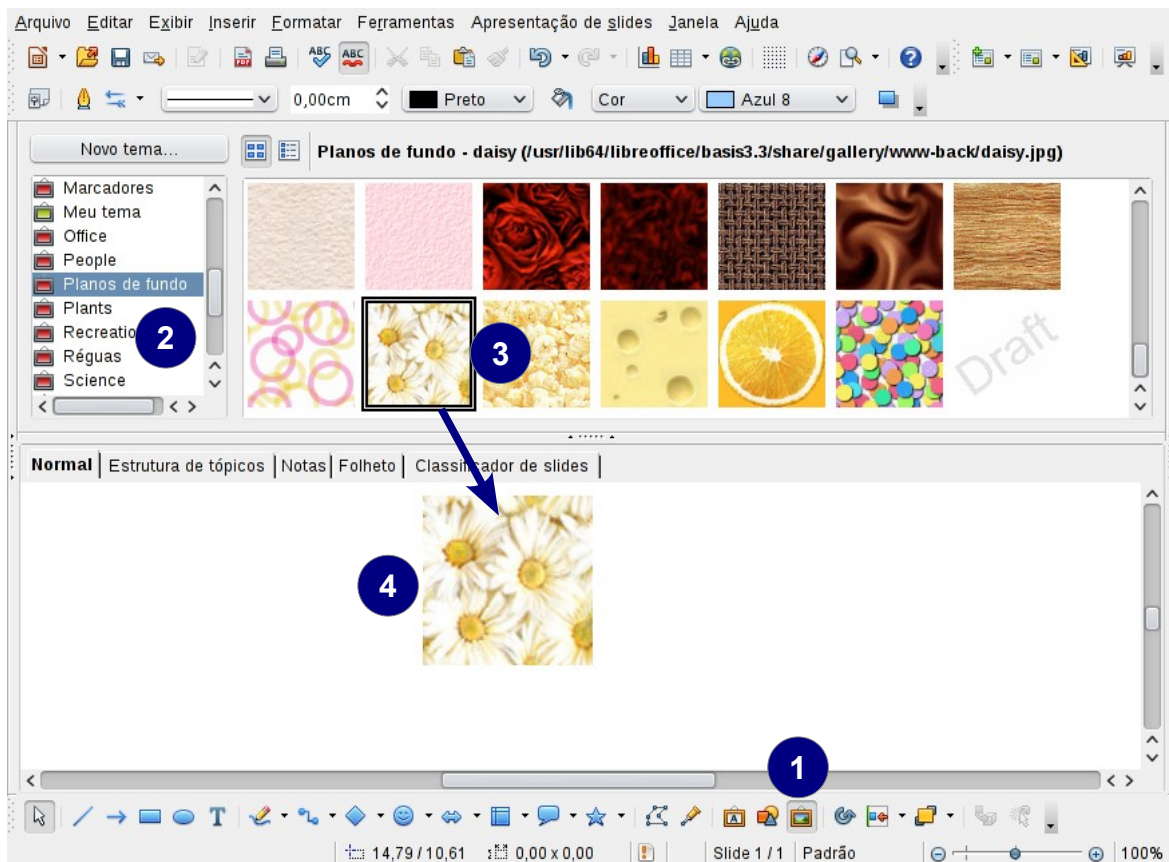 Arquivo Editar Exibir Inserir Formatar Ferramentas Apresentação de slides Janela Ajuda
ABC ABC
0,00cm Preto Cor Azul 8
Novo tema... Planos de fundo - daisy (/usr/lib64/libreoffice/basis3.3/share/gallery/www-back/daisy.jpg)
Marcadores
Meu tema
Office
People
Planos de fundo
Plants
Recreatio
Réguas
Science
2
3
Draft
Normal Estrutura de tópicos Notas Folheto Classificador de slides
4
1
T A
14,79 / 10,61 0,00 x 0,00 Slide 1 / 1 Padrão 100%